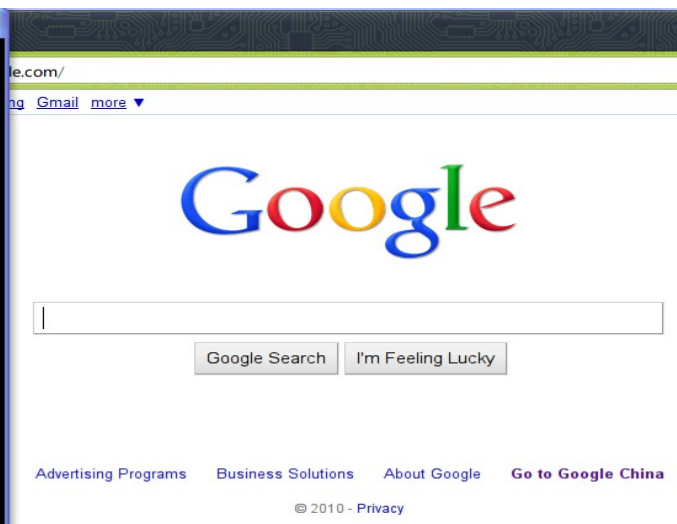 le.com/
ng Gmail more ▼
Google
Google Search I'm Feeling Lucky
Advertising Programs Business Solutions About Google Go to Google China
© 2010 - Privacy